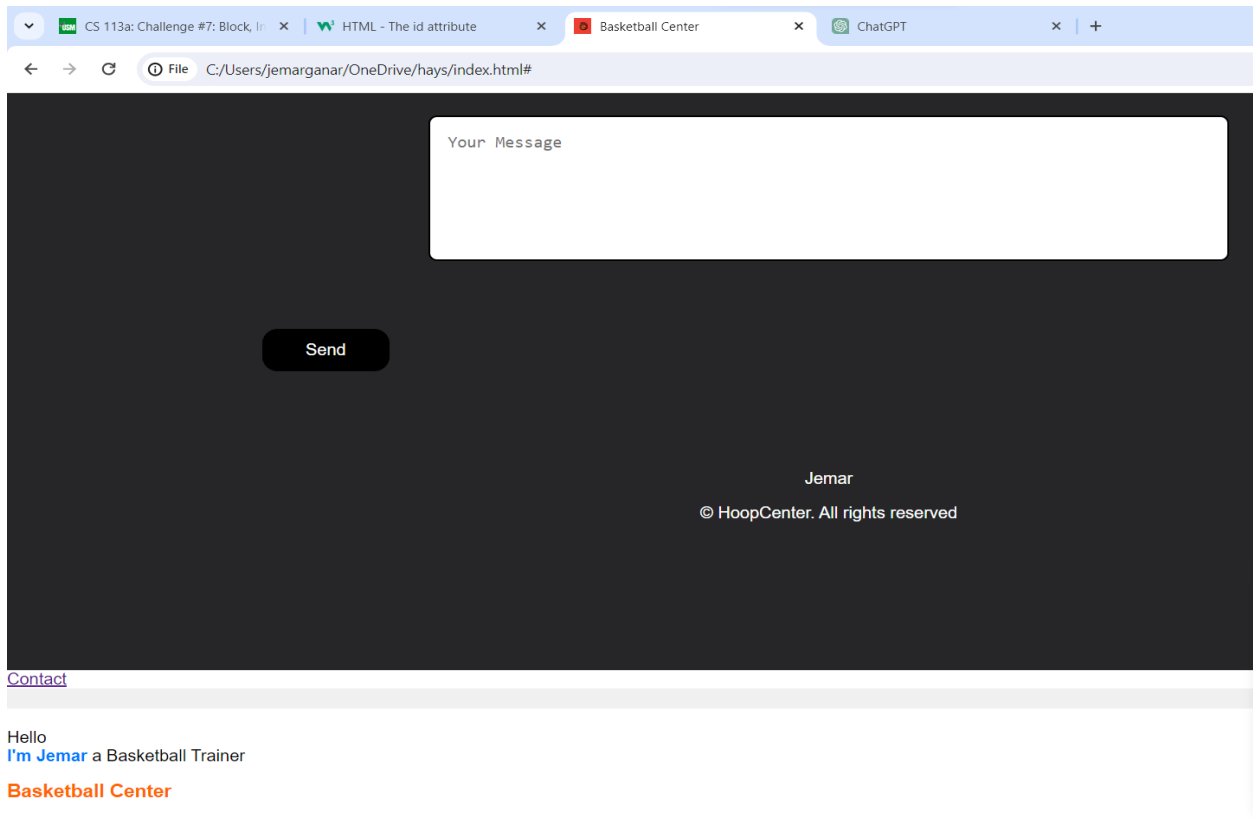 CS 113a: Challenge #7: Block, In
HTML - The id attribute
Basketball Center
ChatGPT
File C:/Users/jemarganar/OneDrive/hays/index.html#
Your Message
Send
Jemar
© HoopCenter. All rights reserved
Contact
Hello
I'm Jemar a Basketball Trainer
Basketball Center